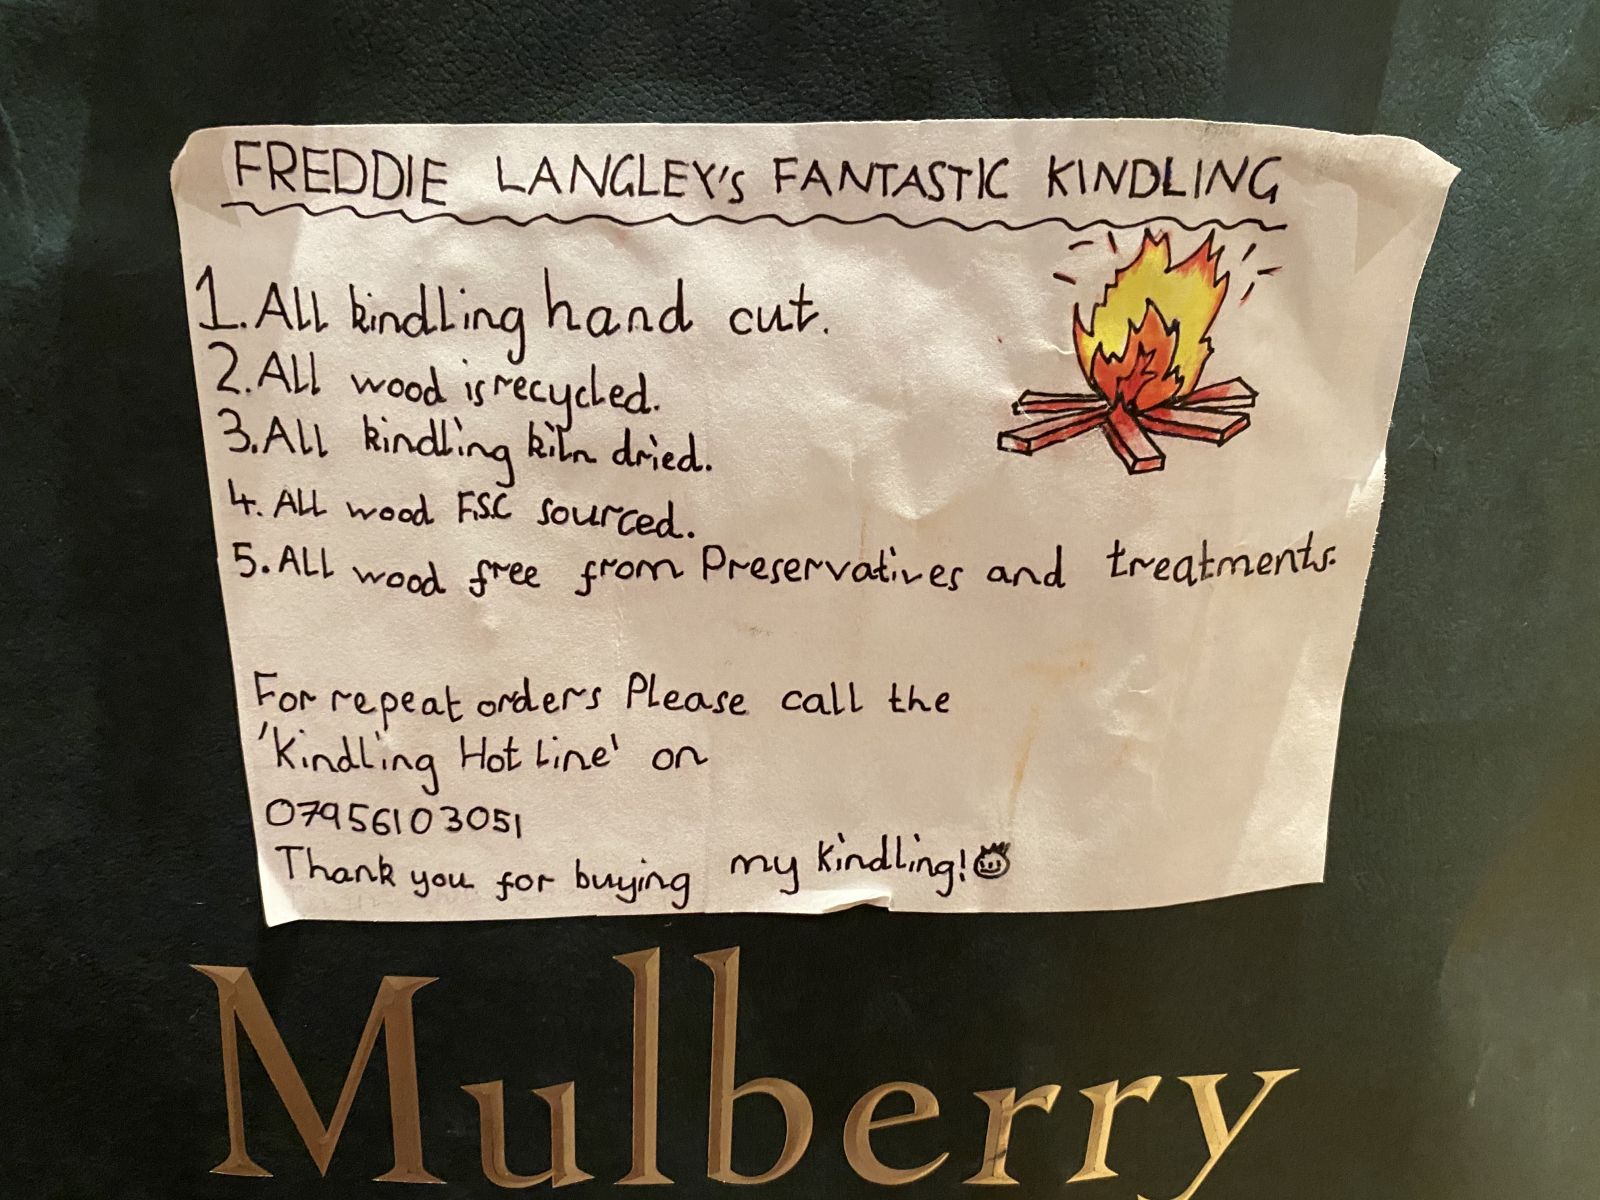 FREDDIE LANGLEY's FANTASTIC KINDLING
1. All kindling hand cut.
2. All wood is recycled.
3. All kindling kiln dried.
4. All wood FSC sourced.
5. All wood free from Preservatives and treatments.
For repeat orders Please call the
'Kindling Hot Line' on
07956103051
Thank you for buying my kindling!
Mulberry